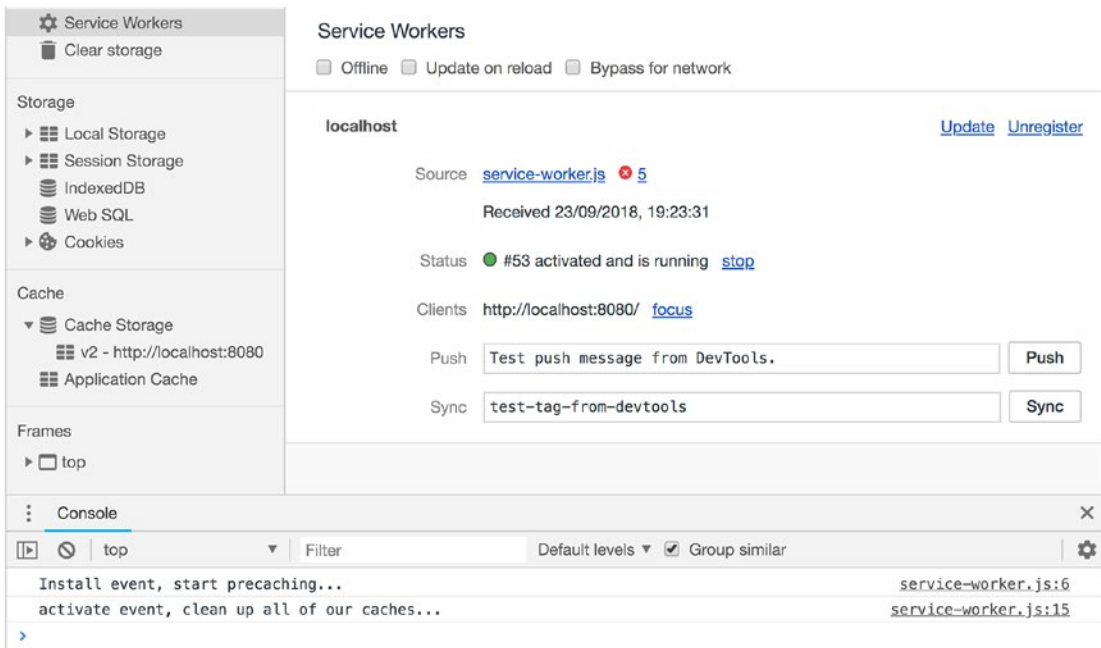 Service Workers
Clear storage
Storage
Local Storage
Session Storage
IndexedDB
Web SQL
Cookies
Cache
Cache Storage
v2 - http://localhost:8080
Application Cache
Frames
top
Service Workers
Offline Update on reload Bypass for network
localhost Update Unregister
Source service-worker.js 5
Received 23/09/2018, 19:23:31
Status #53 activated and is running stop
Clients http://localhost:8080/ focus
Push Test push message from DevTools. Push
Sync test-tag-from-devtools Sync
Console
top Filter Default levels Group similar
Install event, start precaching... service-worker.js:6
activate event, clean up all of our caches... service-worker.js:15